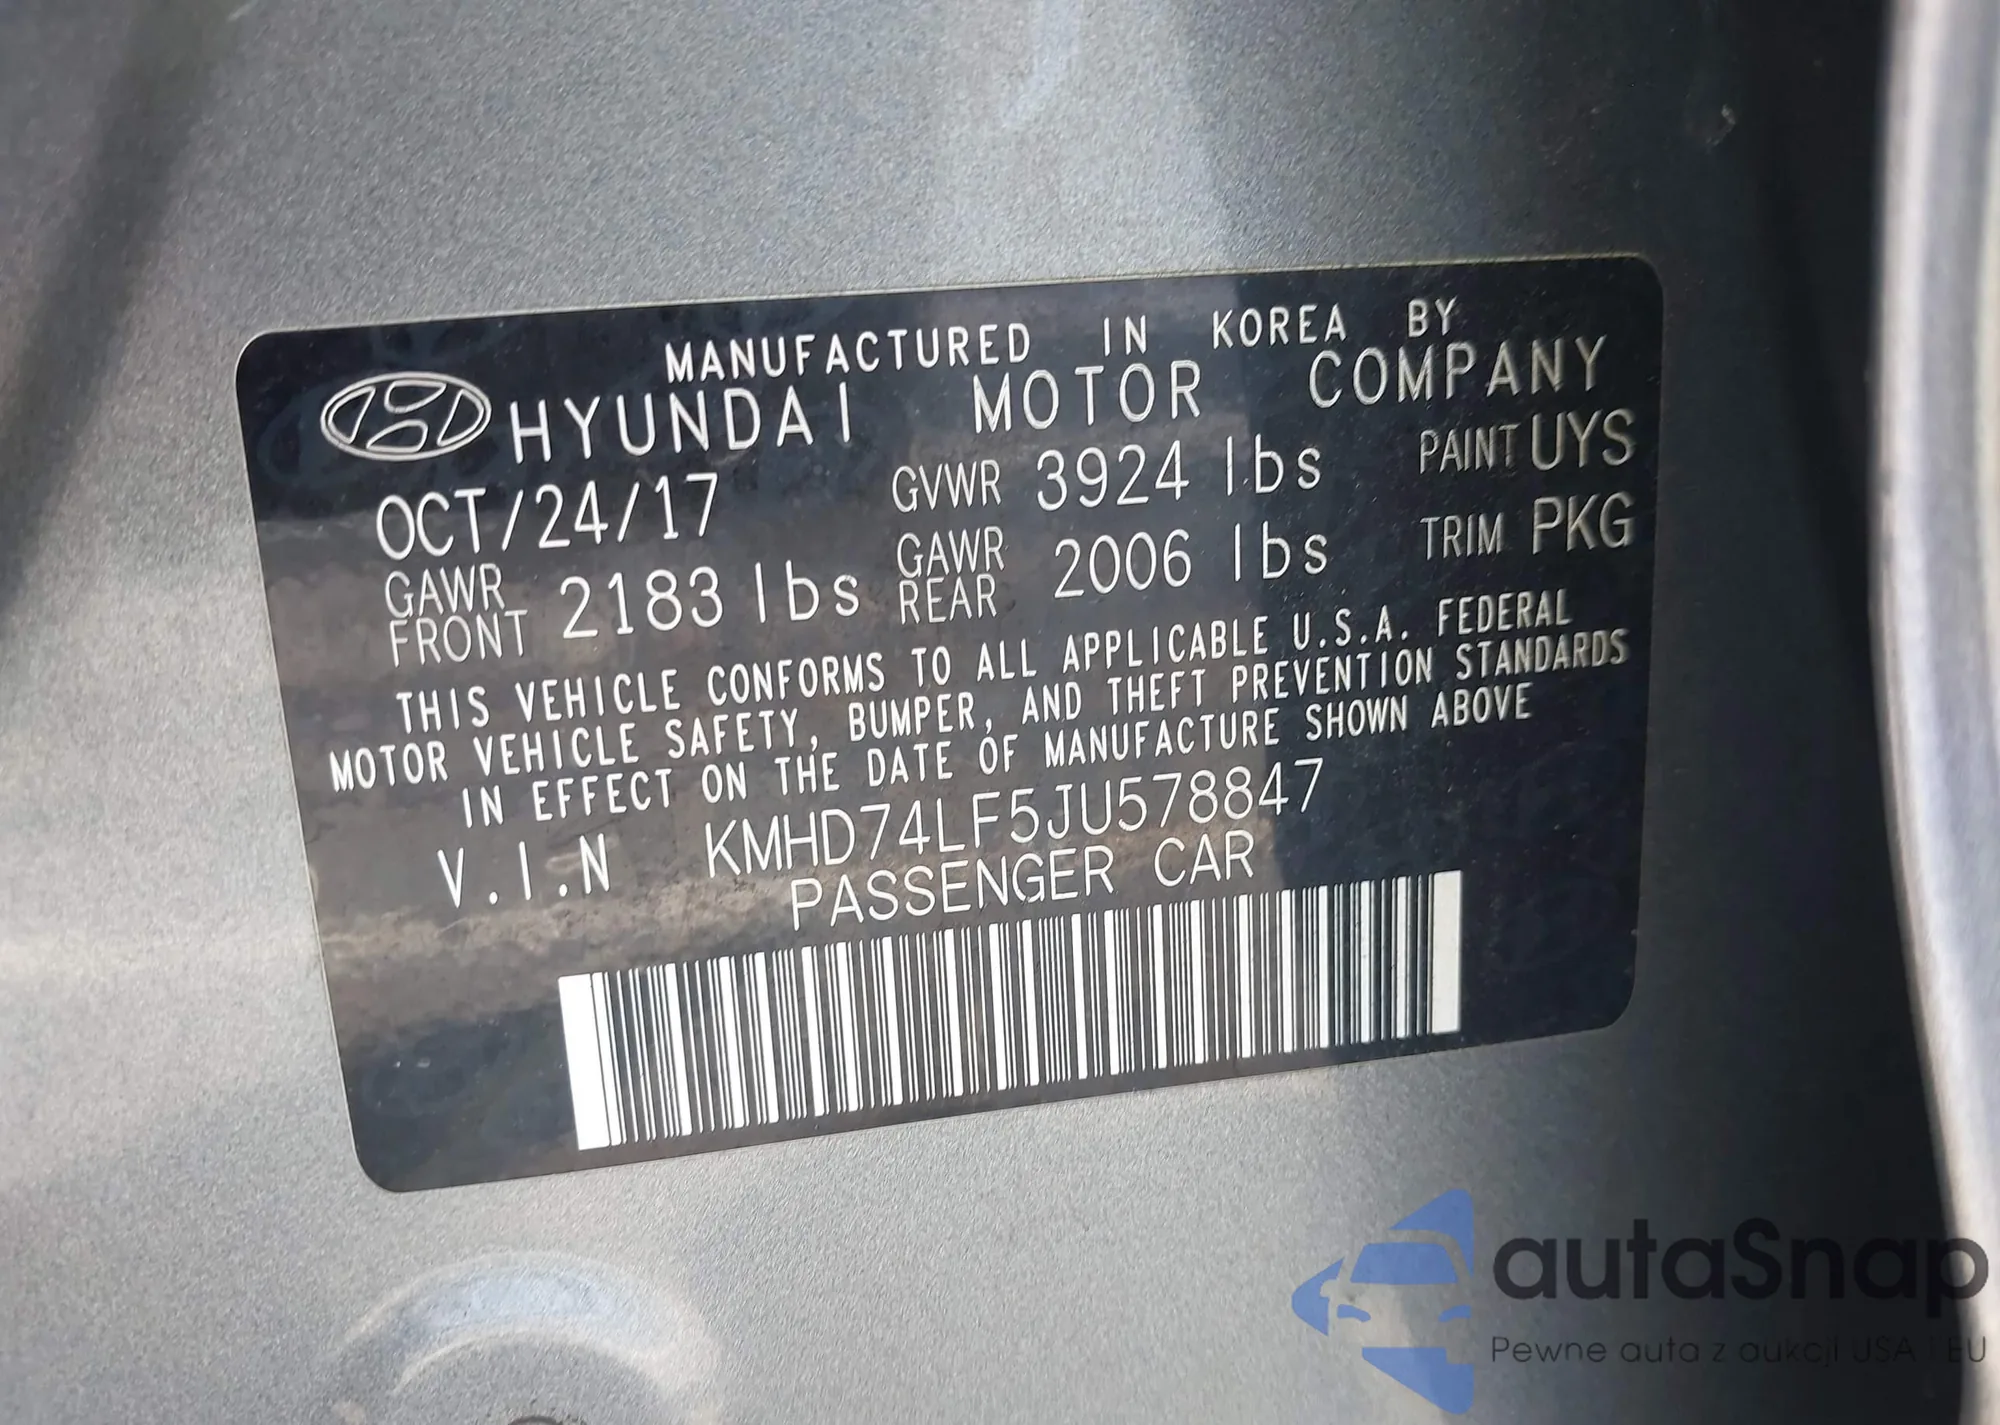 MANUFACTURED IN KOREA BY
HYUNDAI MOTOR COMPANY
OCT/24/17 GVWR 3924 lbs PAINT UYS
GAWR FRONT 2183 lbs GAWR REAR 2006 lbs TRIM PKG
THIS VEHICLE CONFORMS TO ALL APPLICABLE U.S.A. FEDERAL
MOTOR VEHICLE SAFETY, BUMPER, AND THEFT PREVENTION STANDARDS
IN EFFECT ON THE DATE OF MANUFACTURE SHOWN ABOVE
V.I.N KMHD74LF5JU578847
PASSENGER CAR
autaSnap
Pewne auta z aukcji USA i EU